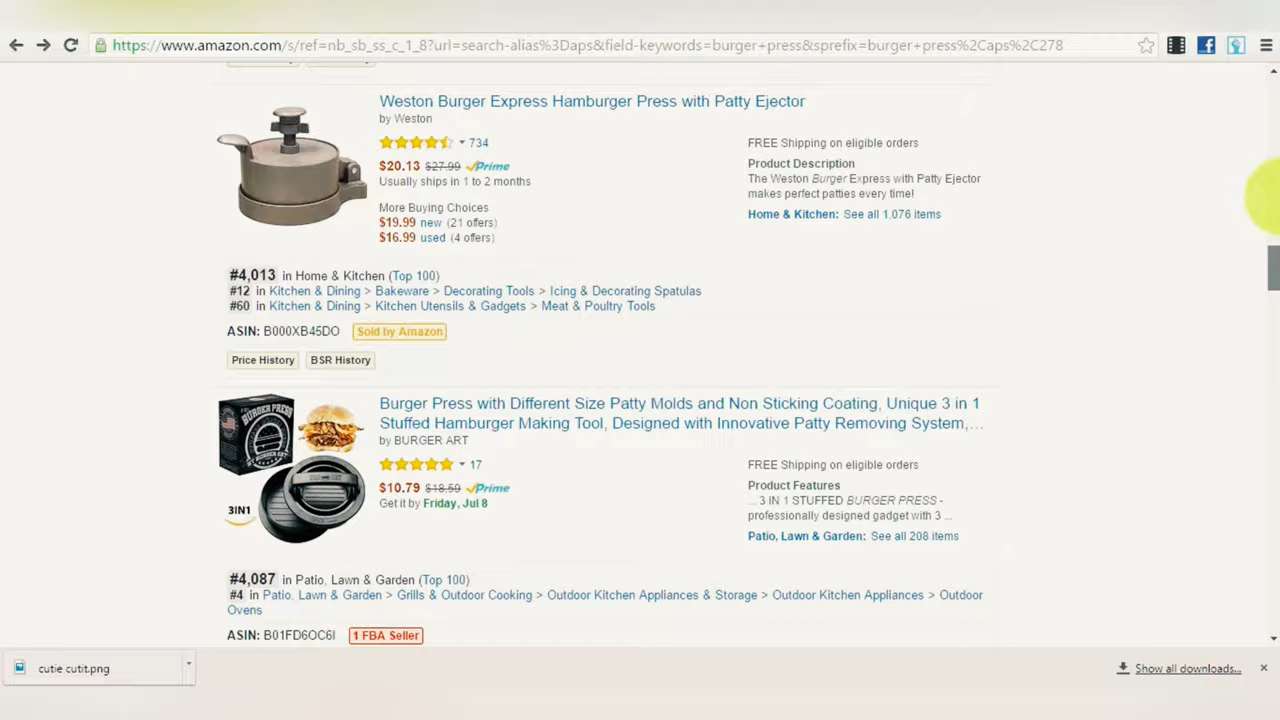 https://www.amazon.com/s/ref=nb_sb_ss_c_1_8?url=search-alias%3Daps&field-keywords=burger+press&sprefix=burger+press%2Caps%2C278
Weston Burger Express Hamburger Press with Patty Ejector
by Weston
734
FREE Shipping on eligible orders
$20.13 $27.99 Prime
Product Description
Usually ships in 1 to 2 months
The Weston Burger Express with Patty Ejector
makes perfect patties every time!
More Buying Choices
$19.99 new (21 offers)
Home & Kitchen: See all 1,076 items
$16.99 used (4 offers)
#4,013 in Home & Kitchen (Top 100)
#12 in Kitchen & Dining > Bakeware > Decorating Tools > Icing & Decorating Spatulas
#60 in Kitchen & Dining > Kitchen Utensils & Gadgets > Meat & Poultry Tools
ASIN: B000XB45DO Sold by Amazon
Price History BSR History
Burger Press with Different Size Patty Molds and Non Sticking Coating, Unique 3 in 1
Stuffed Hamburger Making Tool, Designed with Innovative Patty Removing System,...
by BURGER ART
BURGER PRESS
17
FREE Shipping on eligible orders
$10.79 $18.59 Prime
Product Features
Get it by Friday, Jul 8
... 3 IN 1 STUFFED BURGER PRESS -
professionally designed gadget with 3 ...
3IN1
Patio, Lawn & Garden: See all 208 items
#4,087 in Patio, Lawn & Garden (Top 100)
#4 in Patio, Lawn & Garden > Grills & Outdoor Cooking > Outdoor Kitchen Appliances & Storage > Outdoor Kitchen Appliances > Outdoor
Ovens
ASIN: B01FD6OC6I 1 FBA Seller
cutie cutit.png
Show all downloads...